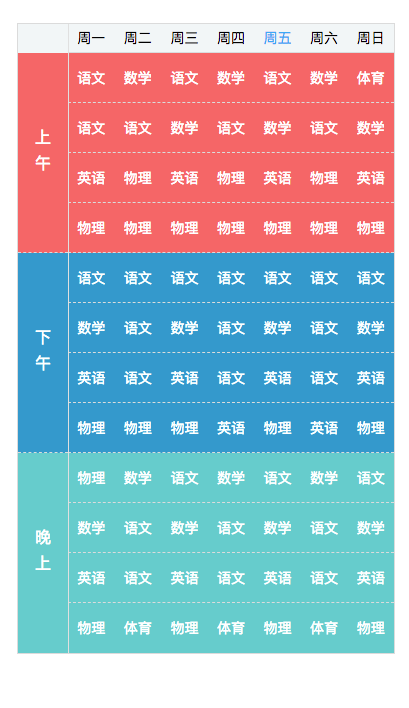 周一 周二 周三 周四 周五 周六 周日
上午
语文 数学 语文 数学 语文 数学 体育
语文 语文 数学 语文 数学 语文 数学
英语 物理 英语 物理 英语 物理 英语
物理 物理 物理 物理 物理 物理 物理
下午
语文 语文 语文 语文 语文 语文 语文
数学 语文 数学 语文 数学 语文 数学
英语 语文 英语 语文 英语 语文 英语
物理 物理 物理 英语 物理 英语 物理
晚上
物理 数学 语文 数学 语文 数学 语文
数学 语文 数学 语文 数学 语文 数学
英语 语文 英语 语文 英语 语文 英语
物理 体育 物理 体育 物理 体育 物理